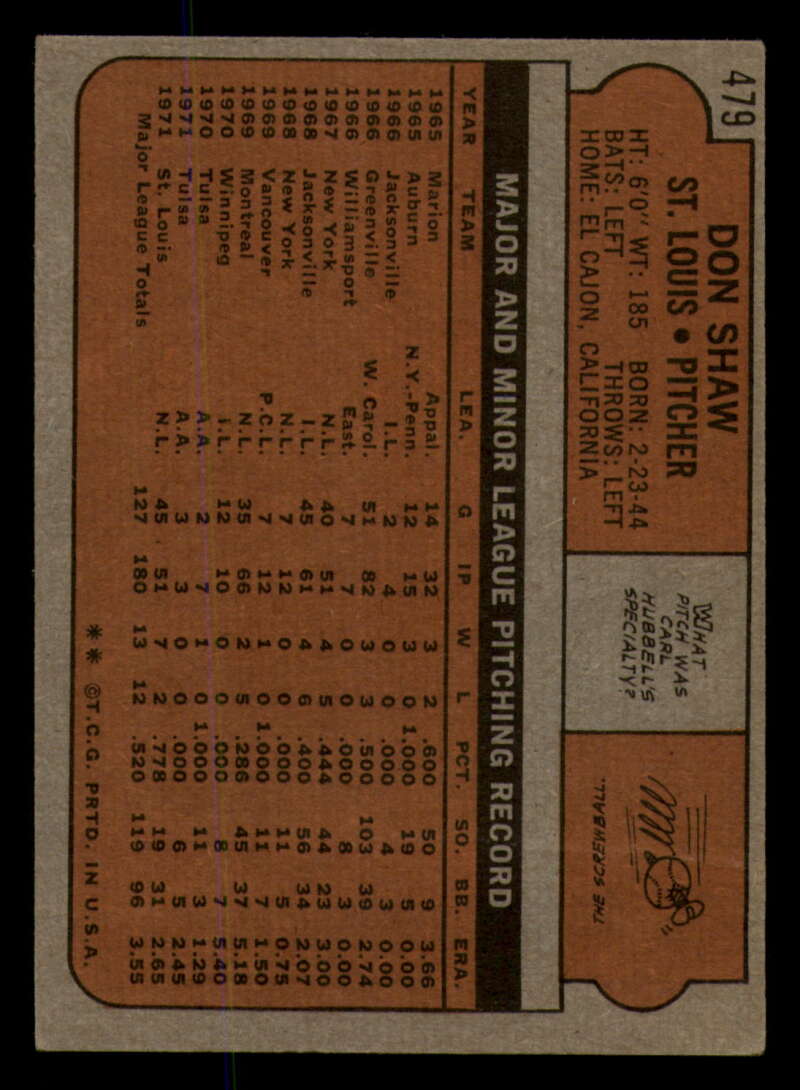 479
DON SHAW
ST. LOUIS • PITCHER
HT: 6'0" WT: 185 BORN: 2-23-44
BATS: LEFT THROWS: LEFT
HOME: EL CAJON, CALIFORNIA
WHAT
PITCH WAS
CARL
HUBBELL'S
SPECIALTY?
THE SCREWBALL.
MAJOR AND MINOR LEAGUE PITCHING RECORD
YEAR TEAM LEA. G IP W L PCT. SO. BB. ERA.
1965 Marion Appal. 14 32 3 2 .600 50 9 3.66
1965 Auburn N.Y.-Penn. 12 15 3 0 1.000 19 5 0.00
1966 Jacksonville I.L. 2 4 0 0 .000 4 3 0.00
1966 Greenville W. Carol. 51 82 3 3 .500 103 39 2.74
1966 Williamsport East. 7 7 0 0 .000 8 3 0.00
1967 New York N.L. 40 51 4 5 .444 44 23 3.00
1968 Jacksonville I.L. 45 61 4 6 .400 56 34 2.07
1968 New York N.L. 7 12 0 0 .000 11 5 0.75
1969 Vancouver P.C.L. 7 12 1 0 1.000 11 7 1.50
1969 Montreal N.L. 35 66 2 5 .286 45 37 5.18
1970 Winnipeg I.L. 12 10 0 0 .000 8 7 5.40
1970 Tulsa A.A. 2 7 1 0 1.000 11 3 1.29
1971 Tulsa A.A. 3 3 0 0 .000 6 5 2.45
1971 St. Louis N.L. 45 51 7 2 .778 19 31 2.65
Major League Totals 127 180 13 12 .520 119 96 3.55
** ©T.C.G. PRTD. IN U.S.A.